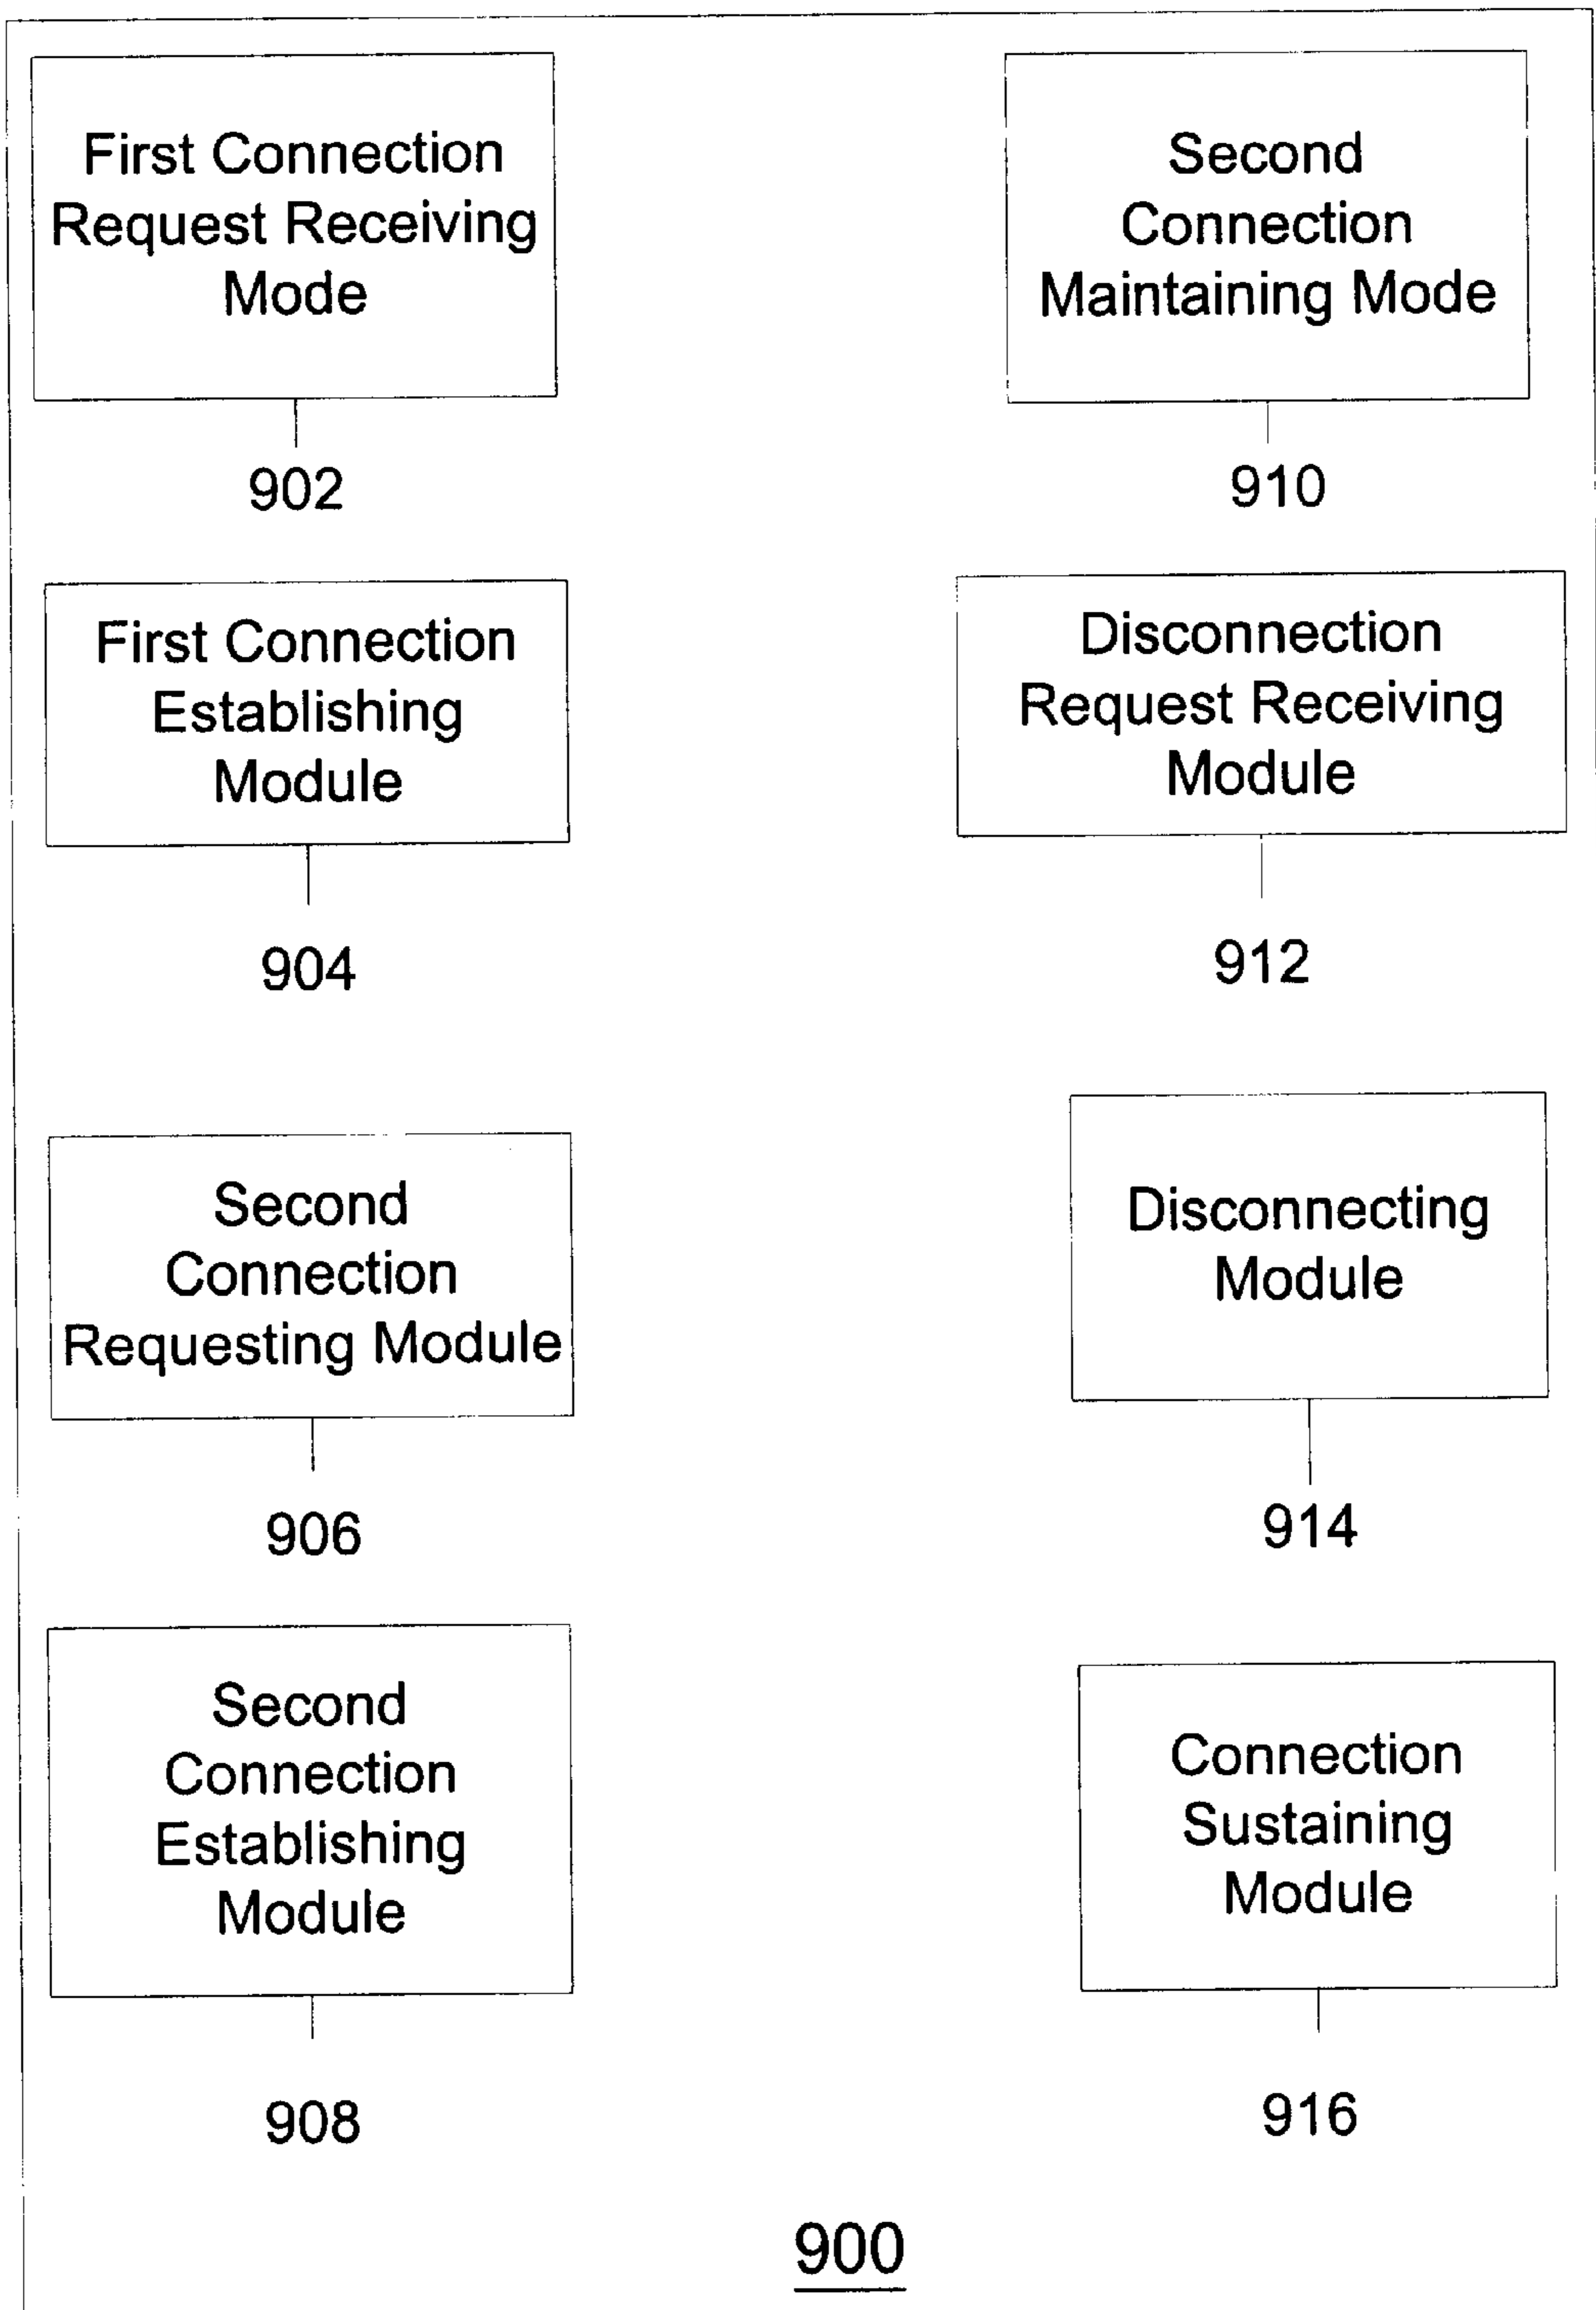 First Connection
Request Receiving
Mode
902
First Connection
Establishing
Module
904
Second
Connection
Requesting Module
906
Second
Connection
Establishing
Module
908
Second
Connection
Maintaining Mode
910
Disconnection
Request Receiving
Module
912
Disconnecting
Module
914
Connection
Sustaining
Module
916
900